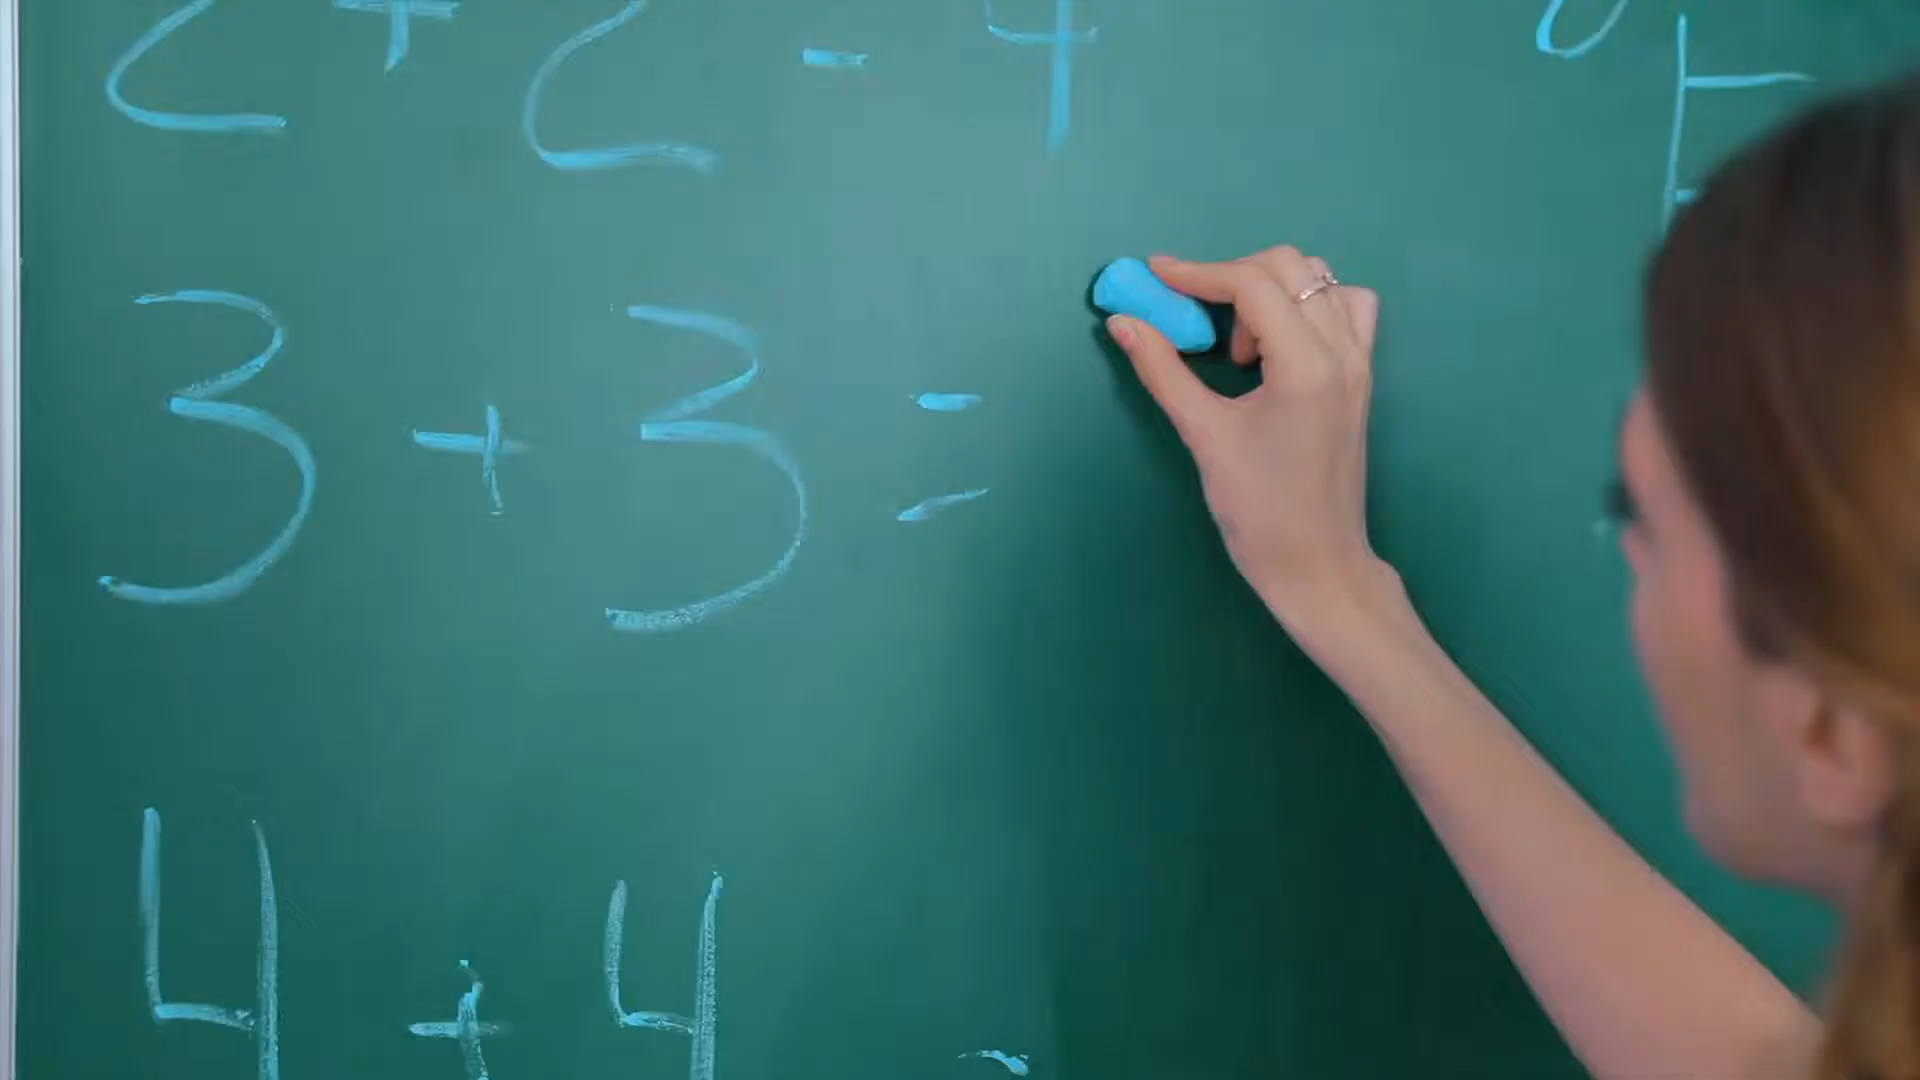 2 + 2 = 4
3 + 3 =
4 + 4 =